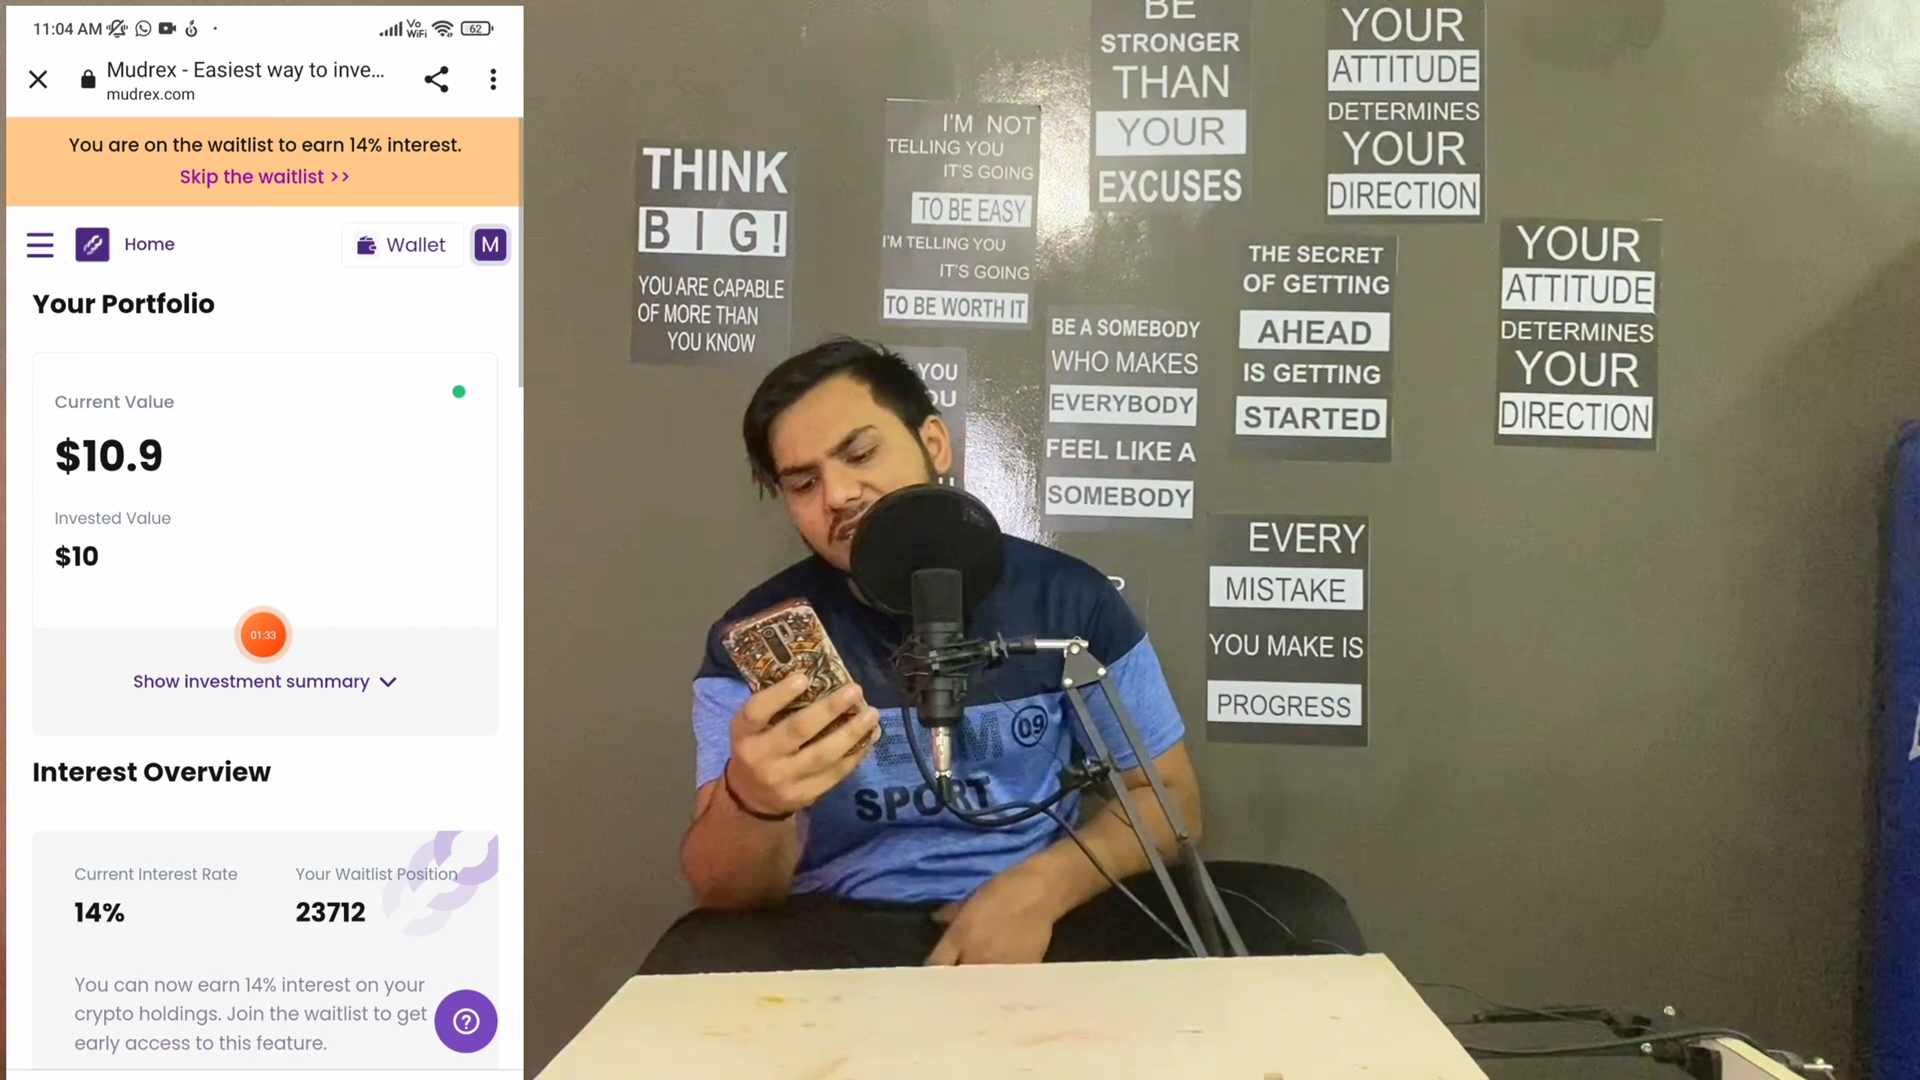 11:04 AM
Vo
WiFi
62
Mudrex - Easiest way to inve...
mudrex.com
You are on the waitlist to earn 14% interest.
Skip the waitlist >>
Home
Wallet
M
Your Portfolio
Current Value
$10.9
Invested Value
$10
01:33
Show investment summary
Interest Overview
Current Interest Rate
14%
Your Waitlist Position
23712
You can now earn 14% interest on your
crypto holdings. Join the waitlist to get
early access to this feature.
THINK
BIG!
YOU ARE CAPABLE
OF MORE THAN
YOU KNOW
I'M NOT
TELLING YOU
IT'S GOING
TO BE EASY
I'M TELLING YOU
IT'S GOING
TO BE WORTH IT
BE
STRONGER
THAN
YOUR
EXCUSES
YOUR
ATTITUDE
DETERMINES
YOUR
DIRECTION
YOU
BE A SOMEBODY
WHO MAKES
EVERYBODY
FEEL LIKE A
SOMEBODY
THE SECRET
OF GETTING
AHEAD
IS GETTING
STARTED
YOUR
ATTITUDE
DETERMINES
YOUR
DIRECTION
EVERY
MISTAKE
YOU MAKE IS
PROGRESS
09
SPORT